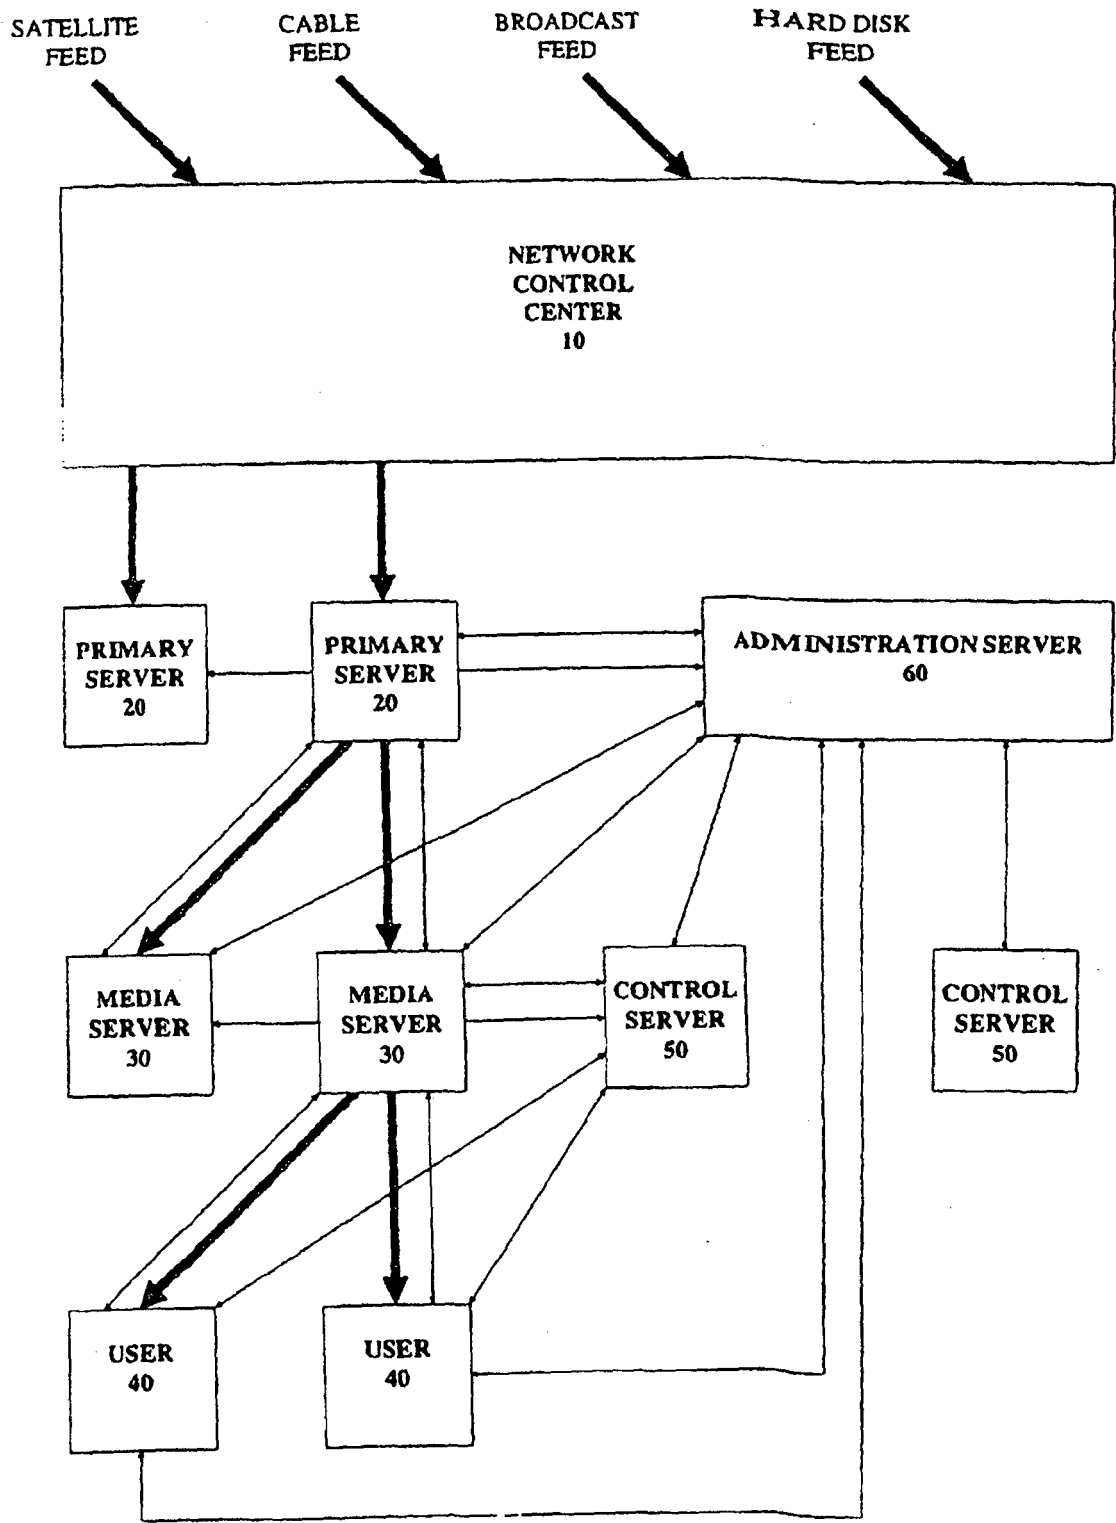 SATELLITE
FEED
CABLE
FEED
BROADCAST
FEED
HARD DISK
FEED
NETWORK
CONTROL
CENTER
10
PRIMARY
SERVER
20
PRIMARY
SERVER
20
ADMINISTRATION SERVER
60
MEDIA
SERVER
30
MEDIA
SERVER
30
CONTROL
SERVER
50
CONTROL
SERVER
50
USER
40
USER
40